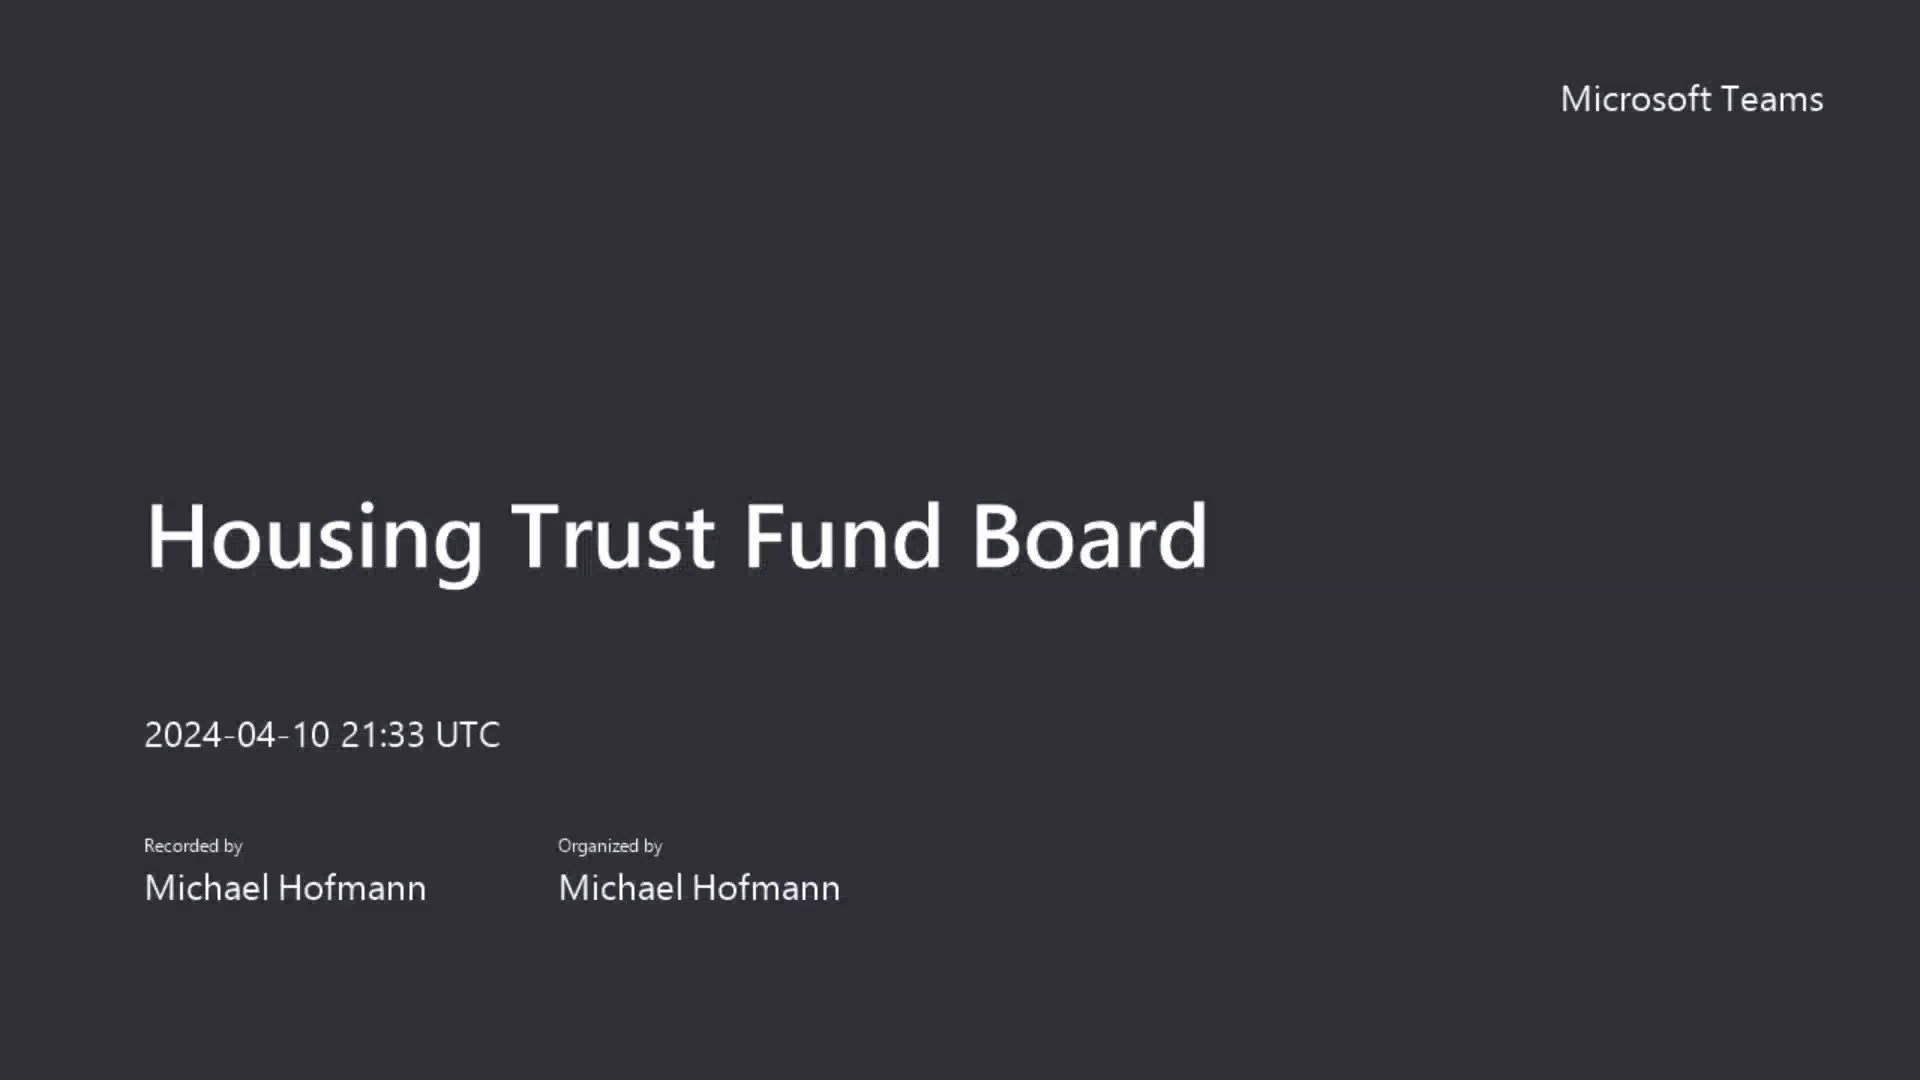 Microsoft Teams
Housing Trust Fund Board
2024-04-10 21:33 UTC
Recorded by
Organized by
Michael Hofmann
Michael Hofmann